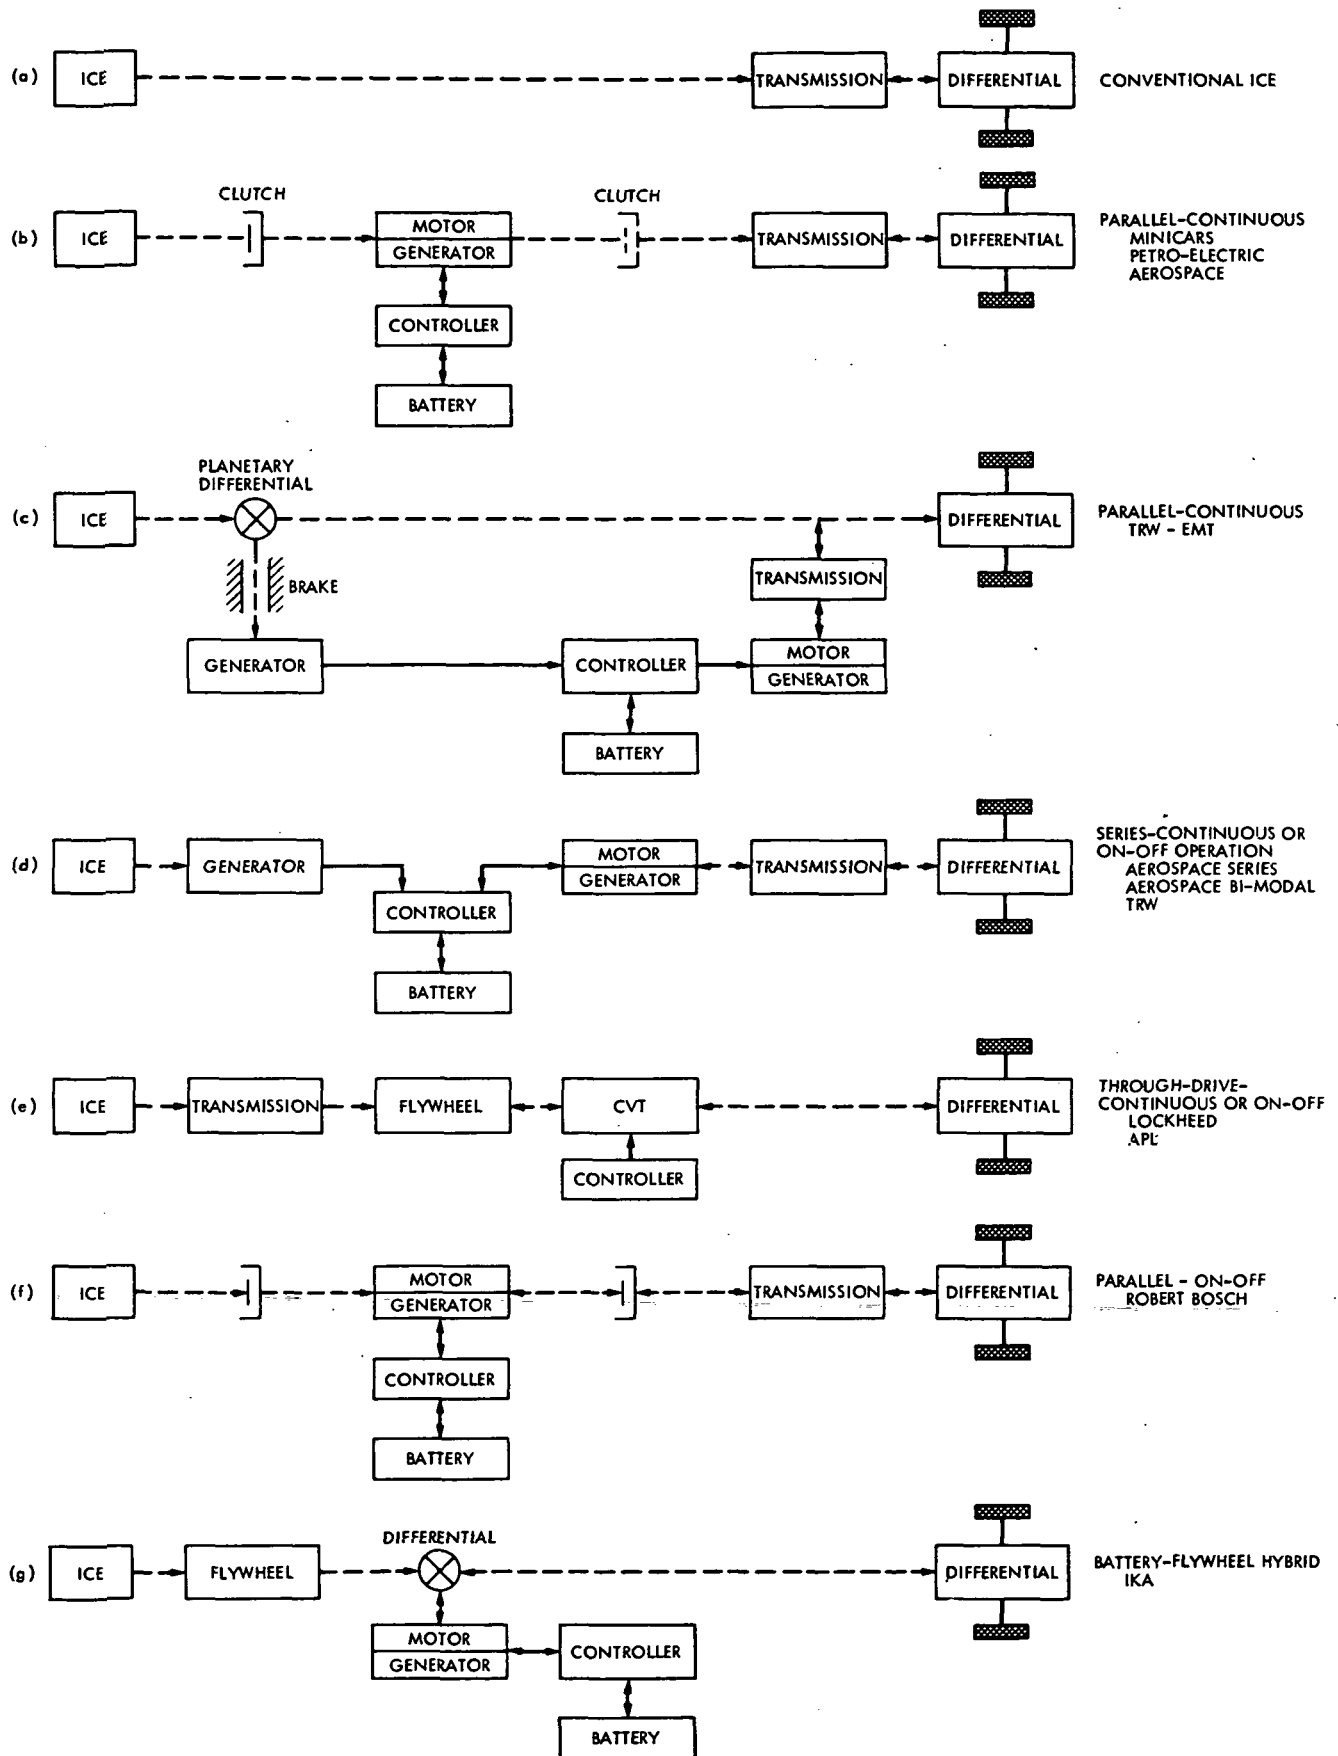 (a)
ICE
TRANSMISSION
DIFFERENTIAL
CONVENTIONAL ICE
(b)
ICE
CLUTCH
MOTOR
GENERATOR
CONTROLLER
BATTERY
CLUTCH
TRANSMISSION
DIFFERENTIAL
PARALLEL-CONTINUOUS
MINICARS
PETRO-ELECTRIC
AEROSPACE
(c)
ICE
PLANETARY
DIFFERENTIAL
BRAKE
GENERATOR
CONTROLLER
BATTERY
TRANSMISSION
MOTOR
GENERATOR
DIFFERENTIAL
PARALLEL-CONTINUOUS
TRW - EMT
(d)
ICE
GENERATOR
CONTROLLER
BATTERY
MOTOR
GENERATOR
TRANSMISSION
DIFFERENTIAL
SERIES-CONTINUOUS OR
ON-OFF OPERATION
AEROSPACE SERIES
AEROSPACE BI-MODAL
TRW
(e)
ICE
TRANSMISSION
FLYWHEEL
CVT
CONTROLLER
DIFFERENTIAL
THROUGH-DRIVE-
CONTINUOUS OR ON-OFF
LOCKHEED
APL
(f)
ICE
MOTOR
GENERATOR
CONTROLLER
BATTERY
TRANSMISSION
DIFFERENTIAL
PARALLEL - ON-OFF
ROBERT BOSCH
(g)
ICE
FLYWHEEL
DIFFERENTIAL
MOTOR
GENERATOR
CONTROLLER
BATTERY
DIFFERENTIAL
BATTERY-FLYWHEEL HYBRID
IKA